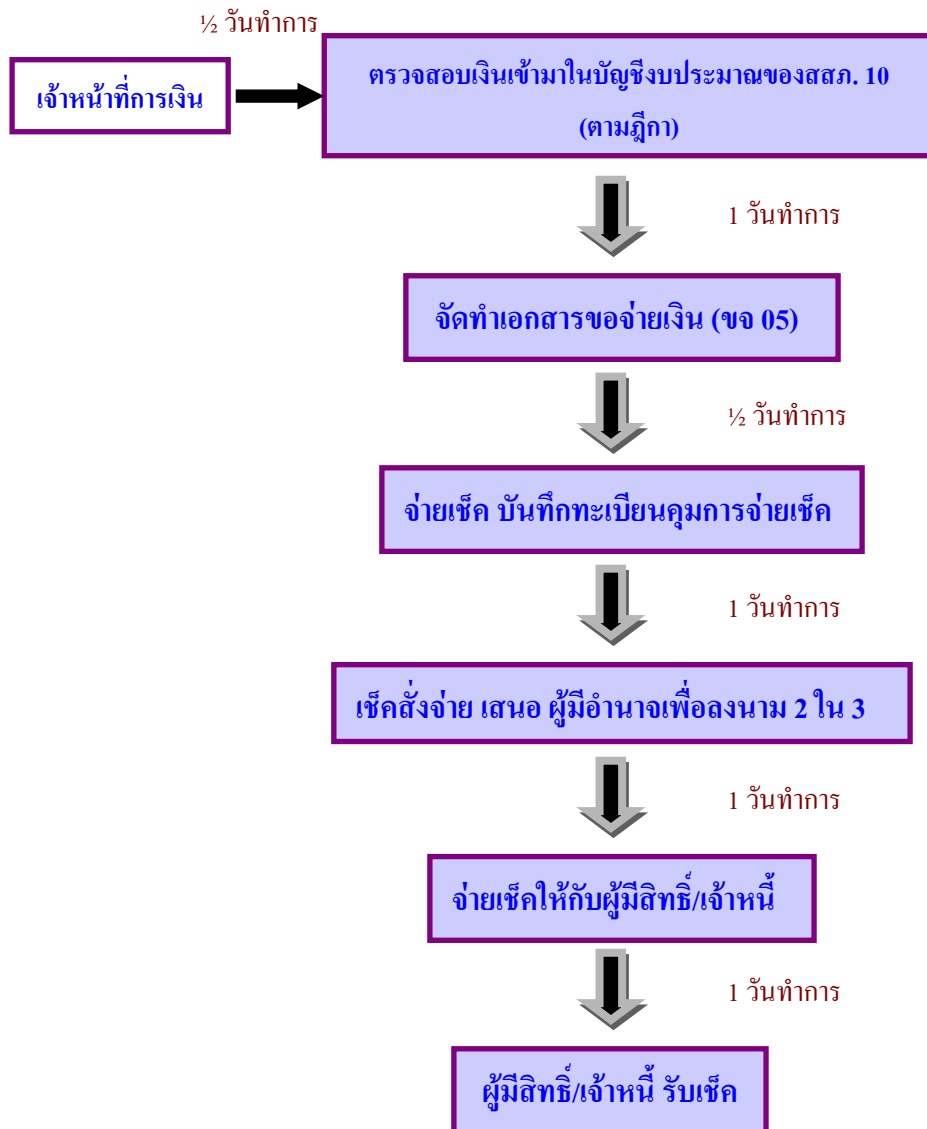 ½ วันทำการ
เจ้าหน้าที่การเงิน
ตรวจสอบเงินเข้ามาในบัญชีงบประมาณของสสภ. 10
(ตามฎีกา)
1 วันทำการ
จัดทำเอกสารขอจ่ายเงิน (ขจ 05)
½ วันทำการ
จ่ายเช็ค บันทึกทะเบียนคุมการจ่ายเช็ค
1 วันทำการ
เช็คสั่งจ่าย เสนอ ผู้มีอำนาจเพื่อลงนาม 2 ใน 3
1 วันทำการ
จ่ายเช็คให้กับผู้มีสิทธิ์/เจ้าหนี้
1 วันทำการ
ผู้มีสิทธิ์/เจ้าหนี้ รับเช็ค